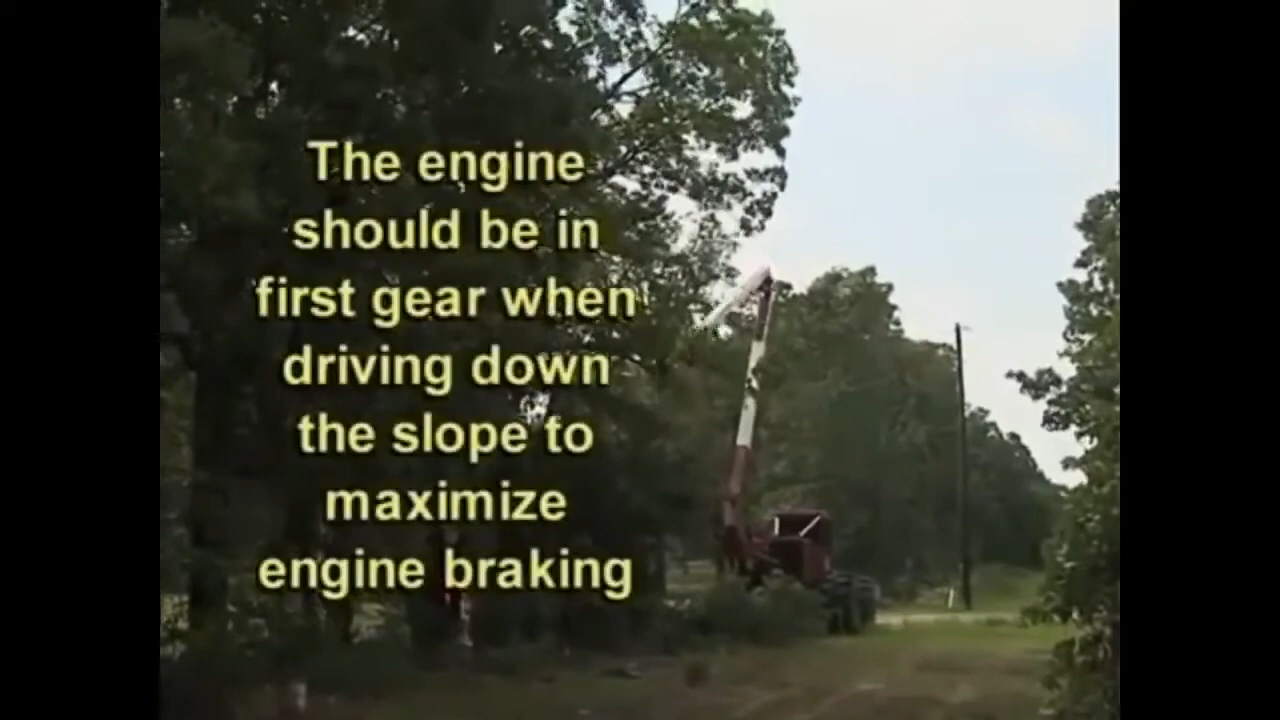 The engine
should be in
first gear when
driving down
the slope to
maximize
engine braking